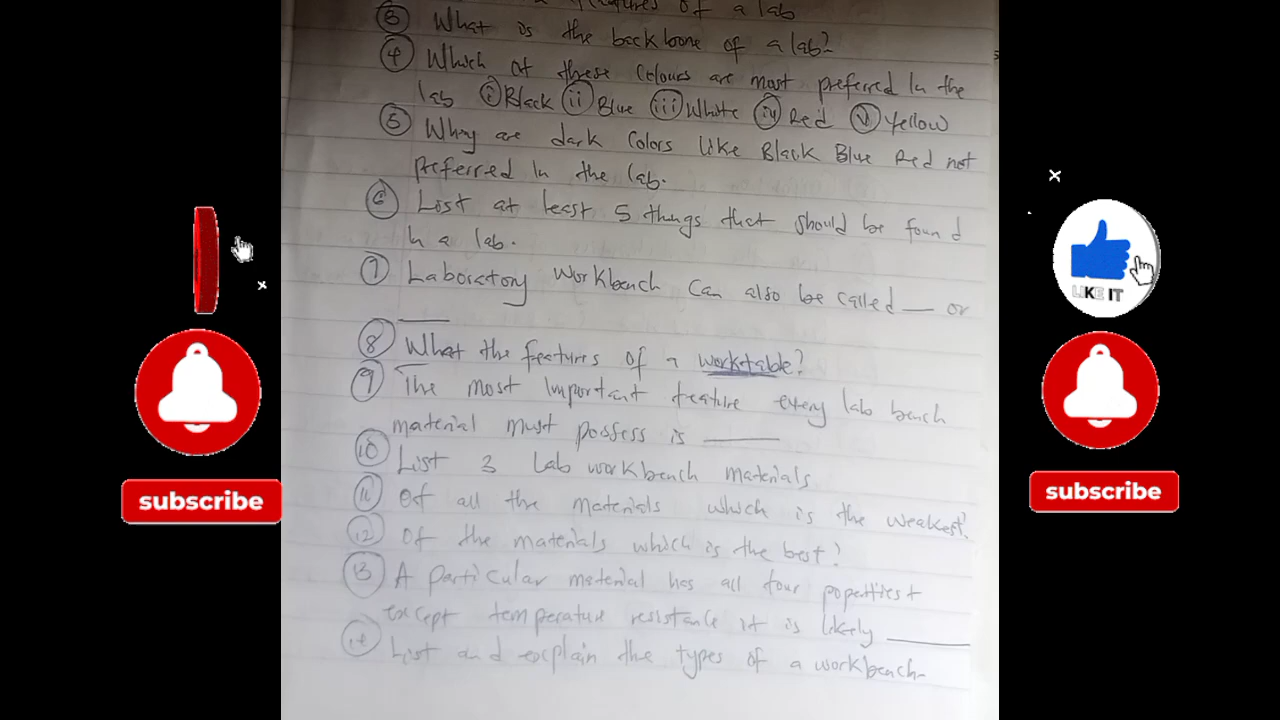 features of a lab
③ What is the backbone of a lab?
④ Which of these colours are most preferred in the
lab ⓘ Black ⓘⓘ Blue ⓘⓘⓘ White ⓘⓥ Red ⓥ Yellow
⑤ Why are dark colors like Black Blue Red not
preferred in the lab.
⑥ List at least 5 things that should be found
in a lab.
⑦ Laboratory workbench can also be called __ or
__
⑧ What the features of a worktable?
⑨ The most important feature every lab bench
material must possess is ____
⑩ List 3 Lab workbench materials
⑪ Of all the materials which is the weakest?
⑫ Of the materials which is the best?
⑬ A particular material has all four poperties
except temperature resistance it is likely ____
⑭ List and explain the types of a workbench-
subscribe
LIKE IT
subscribe